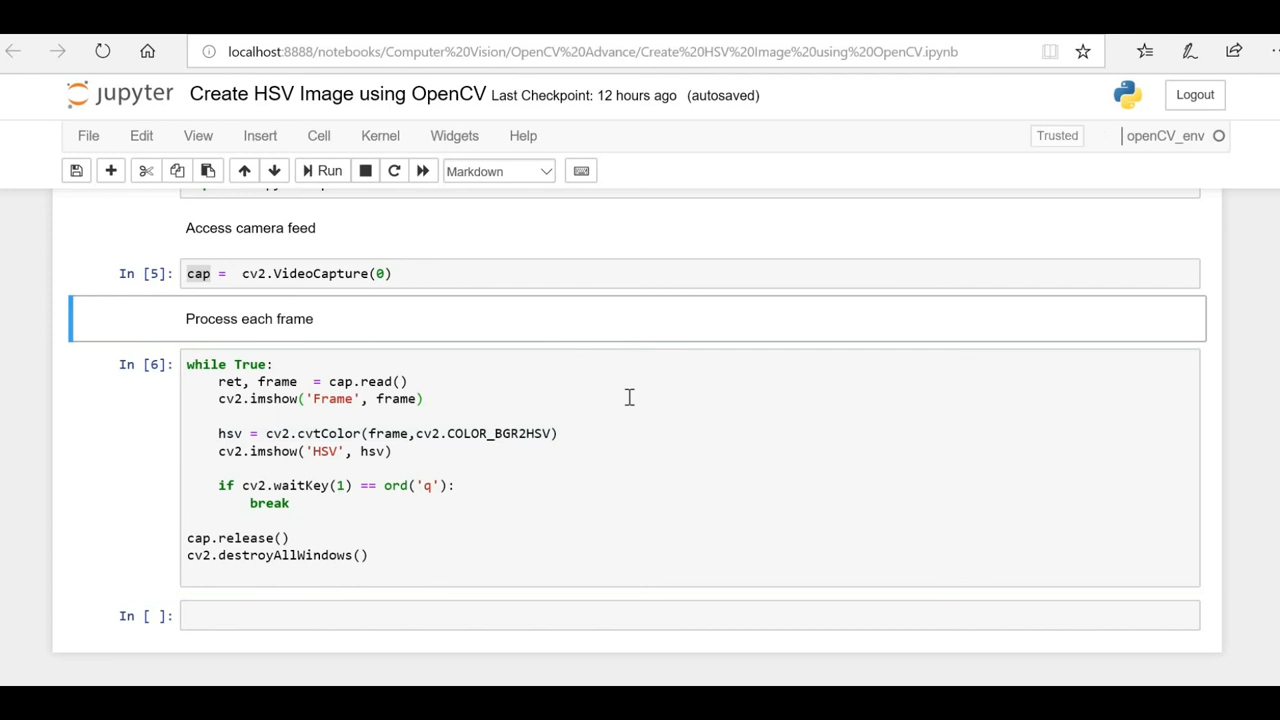 localhost:8888/notebooks/Computer%20Vision/OpenCV%20Advance/Create%20HSV%20Image%20using%20OpenCV.ipynb
jupyter Create HSV Image using OpenCV Last Checkpoint: 12 hours ago (autosaved) Logout
File Edit View Insert Cell Kernel Widgets Help Trusted openCV_env
Run Markdown
Access camera feed
In [5]: cap = cv2.VideoCapture(0)
Process each frame
In [6]: while True:
ret, frame = cap.read()
cv2.imshow('Frame', frame)
hsv = cv2.cvtColor(frame,cv2.COLOR_BGR2HSV)
cv2.imshow('HSV', hsv)
if cv2.waitKey(1) == ord('q'):
break
cap.release()
cv2.destroyAllWindows()
In [ ]: